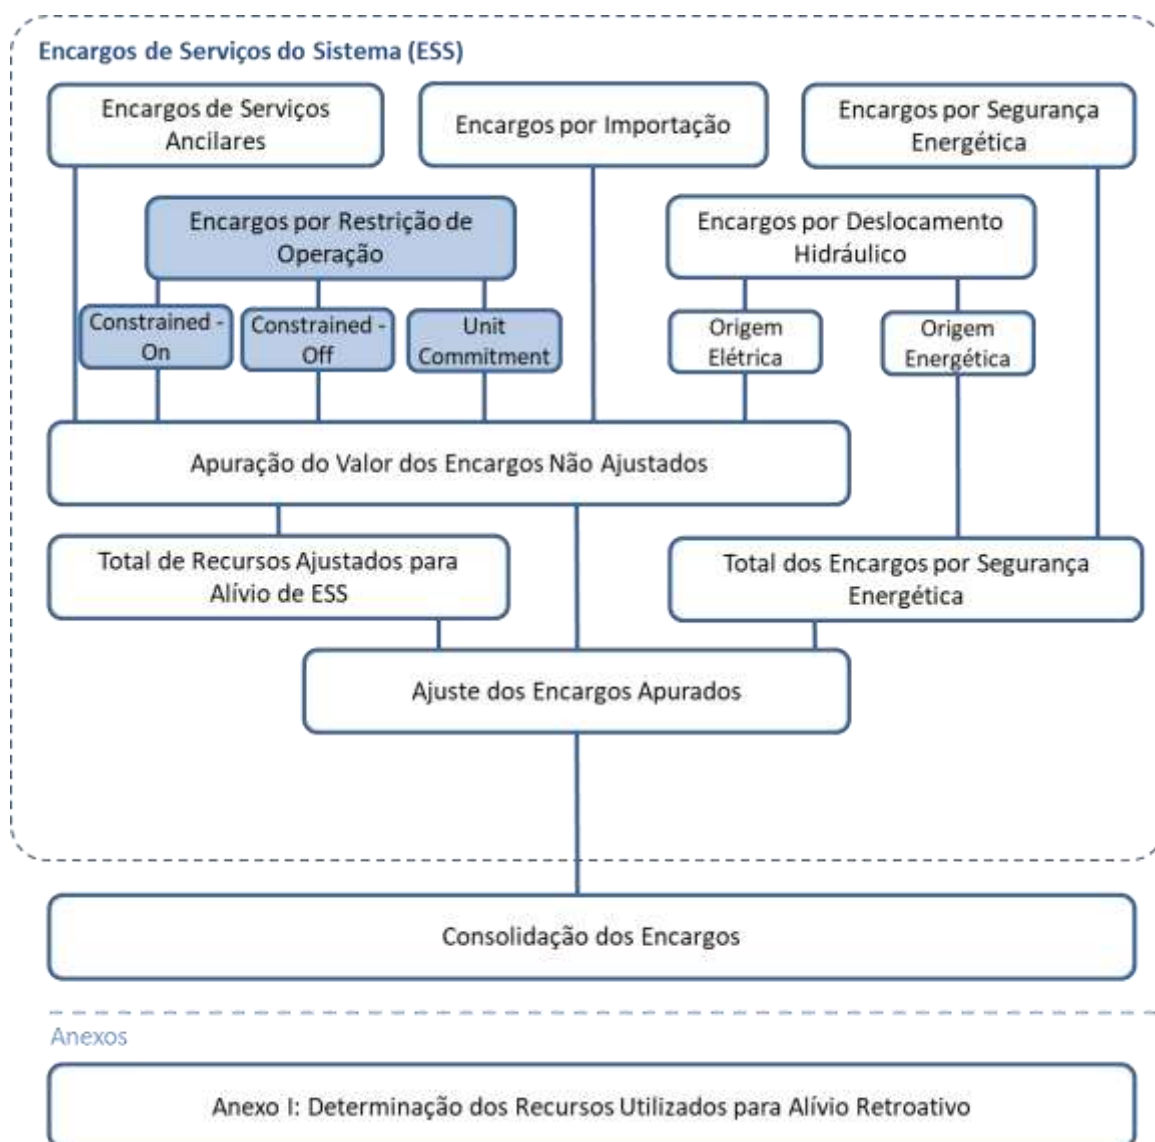 Encargos de Serviços do Sistema (ESS)
Encargos de Serviços
Ancilares
Encargos por Importação
Encargos por Segurança
Energética
Encargos por Restrição de
Operação
Encargos por Deslocamento
Hidráulico
Constrained -
On
Constrained -
Off
Unit
Commitment
Origem
Elétrica
Origem
Energética
Apuração do Valor dos Encargos Não Ajustados
Total de Recursos Ajustados para
Alívio de ESS
Total dos Encargos por Segurança
Energética
Ajuste dos Encargos Apurados
Consolidação dos Encargos
Anexos
Anexo I: Determinação dos Recursos Utilizados para Alívio Retroativo